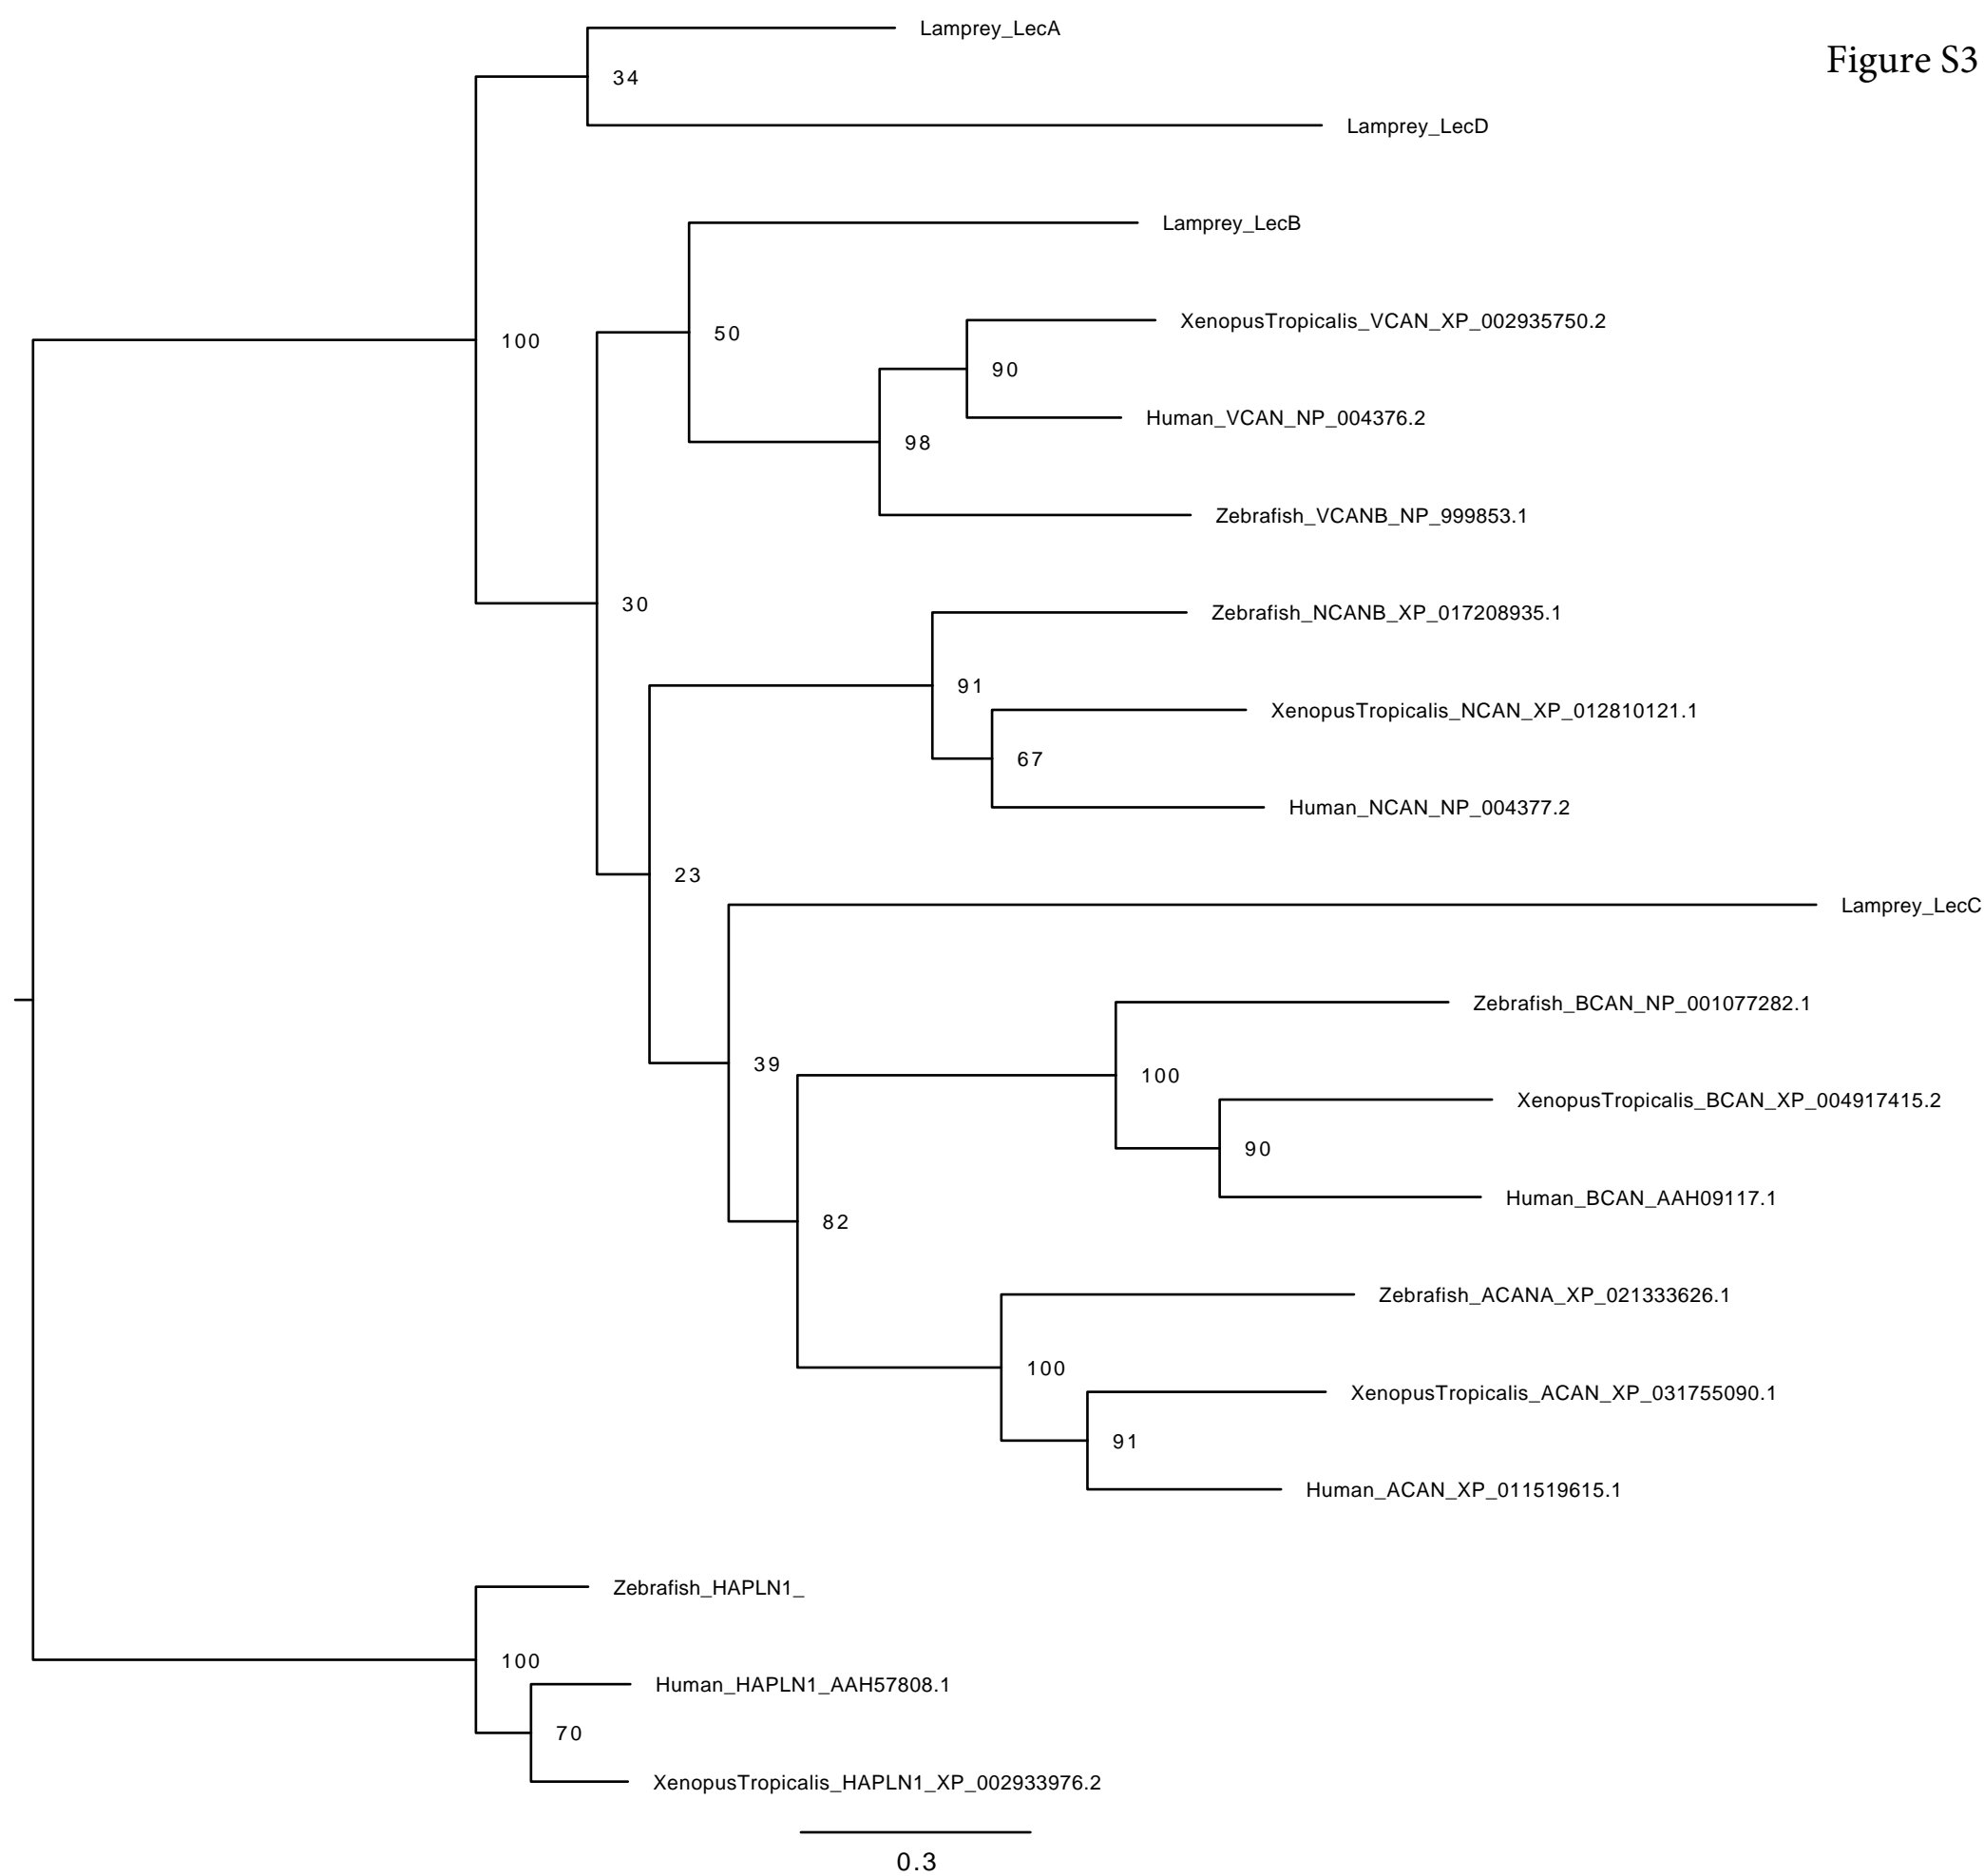 Lamprey_LecA
Figure S3
34
Lamprey_LecD
Lamprey_LecB
XenopusTropicalis_VCAN_XP_002935750.2
50
100
90
Human_VCAN_NP_004376.2
98
Zebrafish_VCANB_NP_999853.1
30
Zebrafish_NCANB_XP_017208935.1
91
XenopusTropicalis_NCAN_XP_012810121.1
67
Human_NCAN_NP_004377.2
23
Lamprey_LecC
Zebrafish_BCAN_NP_001077282.1
39
100
XenopusTropicalis_BCAN_XP_004917415.2
90
Human_BCAN_AAH09117.1
82
Zebrafish_ACANA_XP_021333626.1
100
XenopusTropicalis_ACAN_XP_031755090.1
91
Human_ACAN_XP_011519615.1
Zebrafish_HAPLN1_
100
Human_HAPLN1_AAH57808.1
70
XenopusTropicalis_HAPLN1_XP_002933976.2
0.3